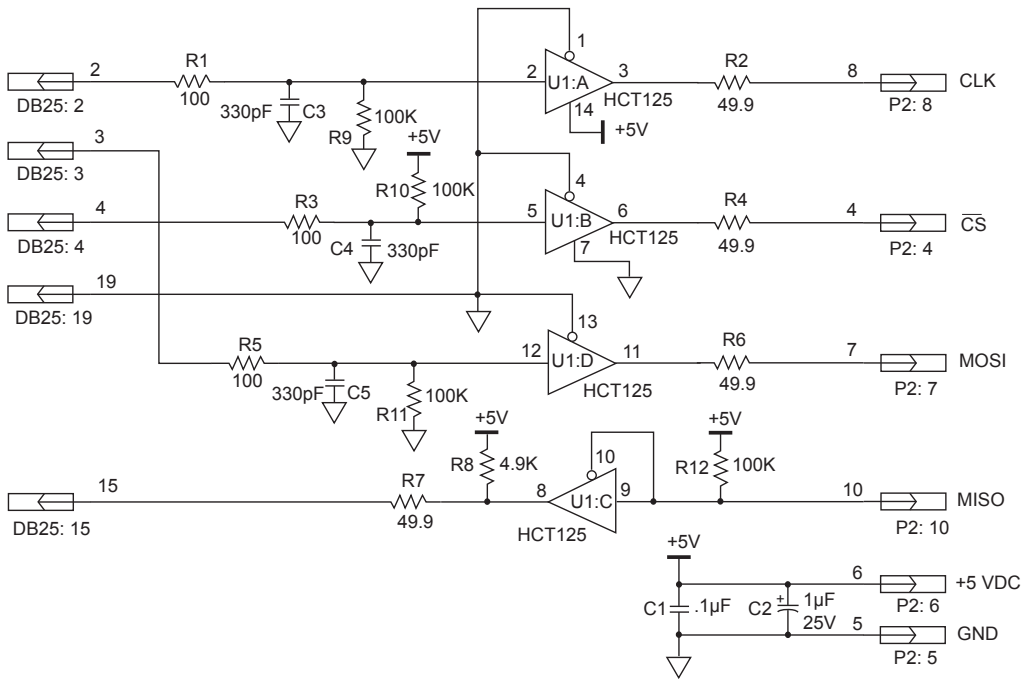 1
R1
R2
2
2
3
8
CLK
U1:A
DB25: 2
100
330pF
C3
14
HCT125
49.9
P2: 8
R9
100K
+5V
+5V
3
DB25: 3
4
R10
100K
4
R3
5
6
R4
4
CS
U1:B
DB25: 4
100
C4
330pF
7
HCT125
49.9
P2: 4
19
DB25: 19
13
R5
12
11
R6
7
MOSI
U1:D
100
330pF
C5
HCT125
49.9
P2: 7
R11
100K
+5V
+5V
10
R8
4.9K
R12
100K
15
R7
8
9
10
MISO
U1:C
DB25: 15
49.9
HCT125
P2: 10
+5V
6
+5 VDC
C1
.1µF
C2
+
1µF
25V
P2: 6
5
GND
P2: 5